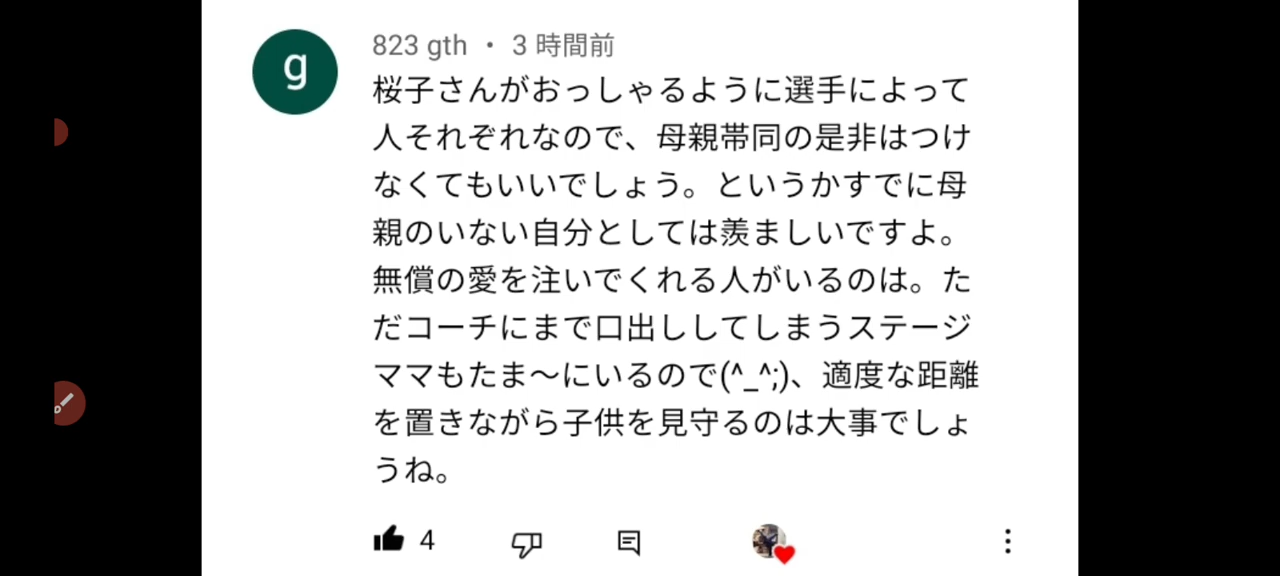 g
823 gth ・ 3 時間前
桜子さんがおっしゃるように選手によって
人それぞれなので、母親帯同の是非はつけ
なくてもいいでしょう。というかすでに母
親のいない自分としては羨ましいですよ。
無償の愛を注いでくれる人がいるのは。た
だコーチにまで口出ししてしまうステージ
ママもたま〜にいるので(^_^;)、適度な距離
を置きながら子供を見守るのは大事でしょ
うね。
4